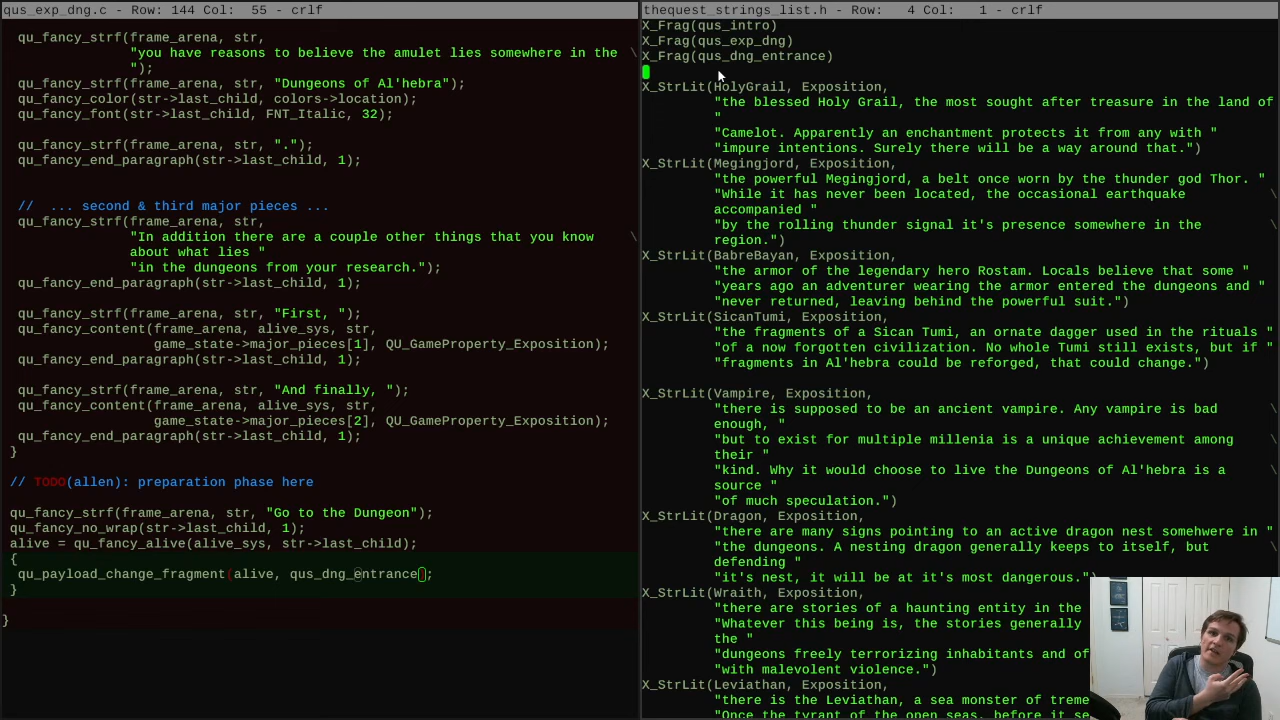 qus_exp_dng.c - Row: 144 Col:  55 - crlf
qu_fancy_strf(frame_arena, str,
"you have reasons to believe the amulet lies somewhere in the \
");
qu_fancy_strf(frame_arena, str, "Dungeons of Al'hebra");
qu_fancy_color(str->last_child, colors->location);
qu_fancy_font(str->last_child, FNT_Italic, 32);
qu_fancy_strf(frame_arena, str, ".");
qu_fancy_end_paragraph(str->last_child, 1);
//  ... second & third major pieces ...
qu_fancy_strf(frame_arena, str,
"In addition there are a couple other things that you know \
about what lies "
"in the dungeons from your research.");
qu_fancy_end_paragraph(str->last_child, 1);
qu_fancy_strf(frame_arena, str, "First, ");
qu_fancy_content(frame_arena, alive_sys, str,
game_state->major_pieces[1], QU_GameProperty_Exposition);
qu_fancy_end_paragraph(str->last_child, 1);
qu_fancy_strf(frame_arena, str, "And finally, ");
qu_fancy_content(frame_arena, alive_sys, str,
game_state->major_pieces[2], QU_GameProperty_Exposition);
qu_fancy_end_paragraph(str->last_child, 1);
}
// TODO(allen): preparation phase here
qu_fancy_strf(frame_arena, str, "Go to the Dungeon");
qu_fancy_no_wrap(str->last_child, 1);
alive = qu_fancy_alive(alive_sys, str->last_child);
{
qu_payload_change_fragment(alive, qus_dng_entrance);
}
}
thequest_strings_list.h - Row:   4 Col:   1 - crlf
X_Frag(qus_intro)
X_Frag(qus_exp_dng)
X_Frag(qus_dng_entrance)
X_StrLit(HolyGrail, Exposition,
"the blessed Holy Grail, the most sought after treasure in the land of
"
"Camelot. Apparently an enchantment protects it from any with "
"impure intentions. Surely there will be a way around that.")
X_StrLit(Megingjord, Exposition,
"the powerful Megingjord, a belt once worn by the thunder god Thor. "
"While it has never been located, the occasional earthquake \
accompanied "
"by the rolling thunder signal it's presence somewhere in the \
region.")
X_StrLit(BabreBayan, Exposition,
"the armor of the legendary hero Rostam. Locals believe that some "
"years ago an adventurer wearing the armor entered the dungeons and "
"never returned, leaving behind the powerful suit.")
X_StrLit(SicanTumi, Exposition,
"the fragments of a Sican Tumi, an ornate dagger used in the rituals "
"of a now forgotten civilization. No whole Tumi still exists, but if "
"fragments in Al'hebra could be reforged, that could change.")
X_StrLit(Vampire, Exposition,
"there is supposed to be an ancient vampire. Any vampire is bad \
enough, "
"but to exist for multiple millenia is a unique achievement among \
their "
"kind. Why it would choose to live the Dungeons of Al'hebra is a \
source "
"of much speculation.")
X_StrLit(Dragon, Exposition,
"there are many signs pointing to an active dragon nest somehwere in "
"the dungeons. A nesting dragon generally keeps to itself, but \
defending "
"it's nest, it will be at it's most dangerous.")
X_StrLit(Wraith, Exposition,
"there are stories of a haunting entity in the
"Whatever this being is, the stories generally
the "
"dungeons freely terrorizing inhabitants and of
"with malevolent violence.")
X_StrLit(Leviathan, Exposition,
"there is the Leviathan, a sea monster of treme
"Once the tyrant of the open seas, before it se